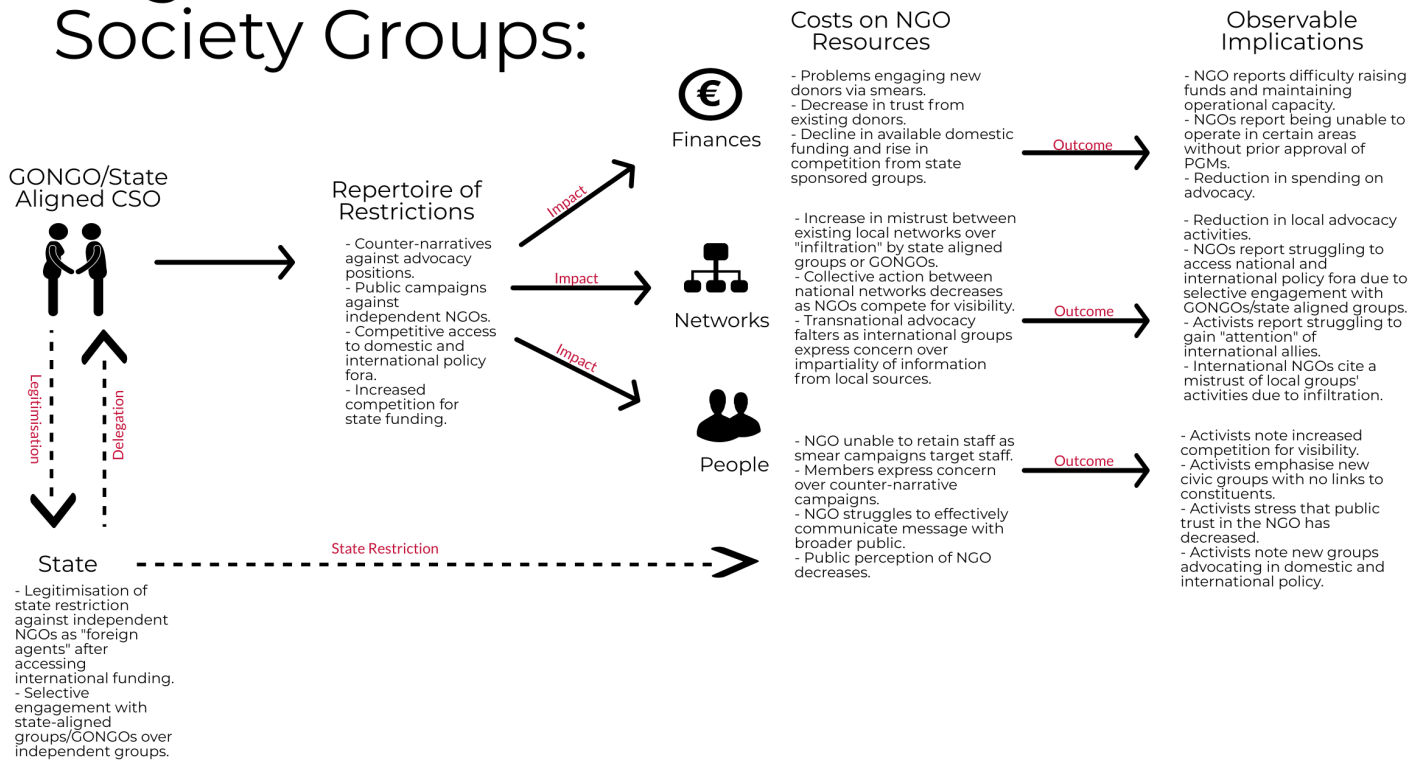 Society Groups:
GONGO/State
Aligned CSO
Legitimisation
Delegation
State
- Legitimisation of
state restriction
against independent
NGOs as "foreign
agents" after
accessing
international funding.
- Selective
engagement with
state-aligned
groups/GONGOs over
independent groups.
Repertoire of
Restrictions
- Counter-narratives
against advocacy
positions.
- Public campaigns
against
independent NGOs.
- Competitive access
to domestic and
international policy
fora.
- Increased
competition for
state funding.
State Restriction
Impact
Impact
Impact
€
Finances
Networks
People
Costs on NGO
Resources
- Problems engaging new
donors via smears.
- Decrease in trust from
existing donors.
- Decline in available domestic
funding and rise in
competition from state
sponsored groups.
- Increase in mistrust between
existing local networks over
"infiltration" by state aligned
groups or GONGOs.
- Collective action between
national networks decreases
as NGOs compete for visibility.
- Transnational advocacy
falters as international groups
express concern over
impartiality of information
from local sources.
- NGO unable to retain staff as
smear campaigns target staff.
- Members express concern
over counter-narrative
campaigns.
- NGO struggles to effectively
communicate message with
broader public.
- Public perception of NGO
decreases.
Outcome
Outcome
Outcome
Observable
Implications
- NGO reports difficulty raising
funds and maintaining
operational capacity.
- NGOs report being unable to
operate in certain areas
without prior approval of
PGMs.
- Reduction in spending on
advocacy.
- Reduction in local advocacy
activities.
- NGOs report struggling to
access national and
international policy fora due to
selective engagement with
GONGOs/state aligned groups.
- Activists report struggling to
gain "attention" of
international allies.
- International NGOs cite a
mistrust of local groups'
activities due to infiltration.
- Activists note increased
competition for visibility.
- Activists emphasise new
civic groups with no links to
constituents.
- Activists stress that public
trust in the NGO has
decreased.
- Activists note new groups
advocating in domestic and
international policy.